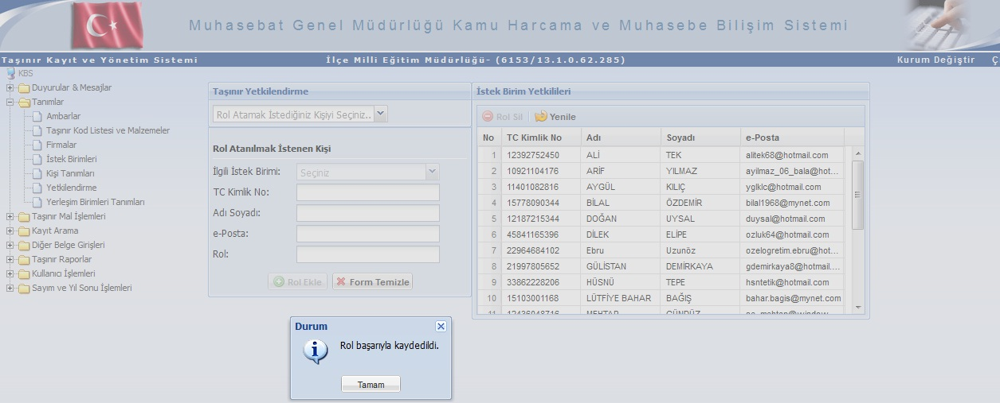 Muhasebat Genel Müdürlüğü Kamu Harcama ve Muhasebe Bilişim Sistemi
Taşınır Kayıt ve Yönetim Sistemi
İlçe Milli Eğitim Müdürlüğü- (6153/13.1.0.62.285)
Kurum Değiştir Ç
KBS
Duyurular & Mesajlar
Tanımlar
Ambarlar
Taşınır Kod Listesi ve Malzemeler
Firmalar
İstek Birimleri
Kişi Tanımları
Yetkilendirme
Yerleşim Birimleri Tanımları
Taşınır Mal İşlemleri
Kayıt Arama
Diğer Belge Girişleri
Taşınır Raporlar
Kullanıcı İşlemleri
Sayım ve Yıl Sonu İşlemleri
Taşınır Yetkilendirme
Rol Atamak İstediğiniz Kişiyi Seçiniz..
Rol Atanılmak İstenen Kişi
İlgili İstek Birimi: Seçiniz
TC Kimlik No:
Adı Soyadı:
e-Posta:
Rol:
Rol Ekle Form Temizle
İstek Birim Yetkilileri
Rol Sil Yenile
No TC Kimlik No Adı Soyadı e-Posta
1 12392752450 ALİ TEK alitek68@hotmail.com
2 10921104176 ARİF YILMAZ ayilmaz_06_bala@hot...
3 11401082816 AYGÜL KILIÇ yglklc@hotmail.com
4 15778090344 BİLAL ÖZDEMİR bilal1968@mynet.com
5 12187215344 DOĞAN UYSAL duysal@hotmail.com
6 45841165396 DİLEK ELİPE ozluk64@hotmail.com
7 22964684102 Ebru Uzunöz ozelogretim.ebru@hot...
8 21997805652 GÜLİSTAN DEMİRKAYA gdemirkaya8@hotmail....
9 33862228206 HÜSNÜ TEPE hsntetik@hotmail.com
10 15103001168 LÜTFİYE BAHAR BAĞIŞ bahar.bagis@mynet.com
11 12436048716 MEHTAP GÜNDÜZ
Durum
Rol başarıyla kaydedildi.
Tamam